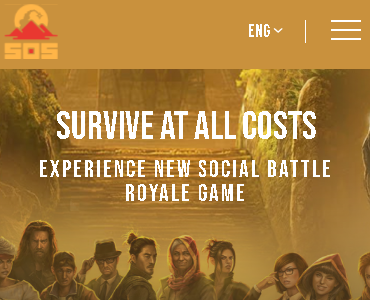 SOS
ENG
SURVIVE AT ALL COSTS
EXPERIENCE NEW SOCIAL BATTLE
ROYALE GAME